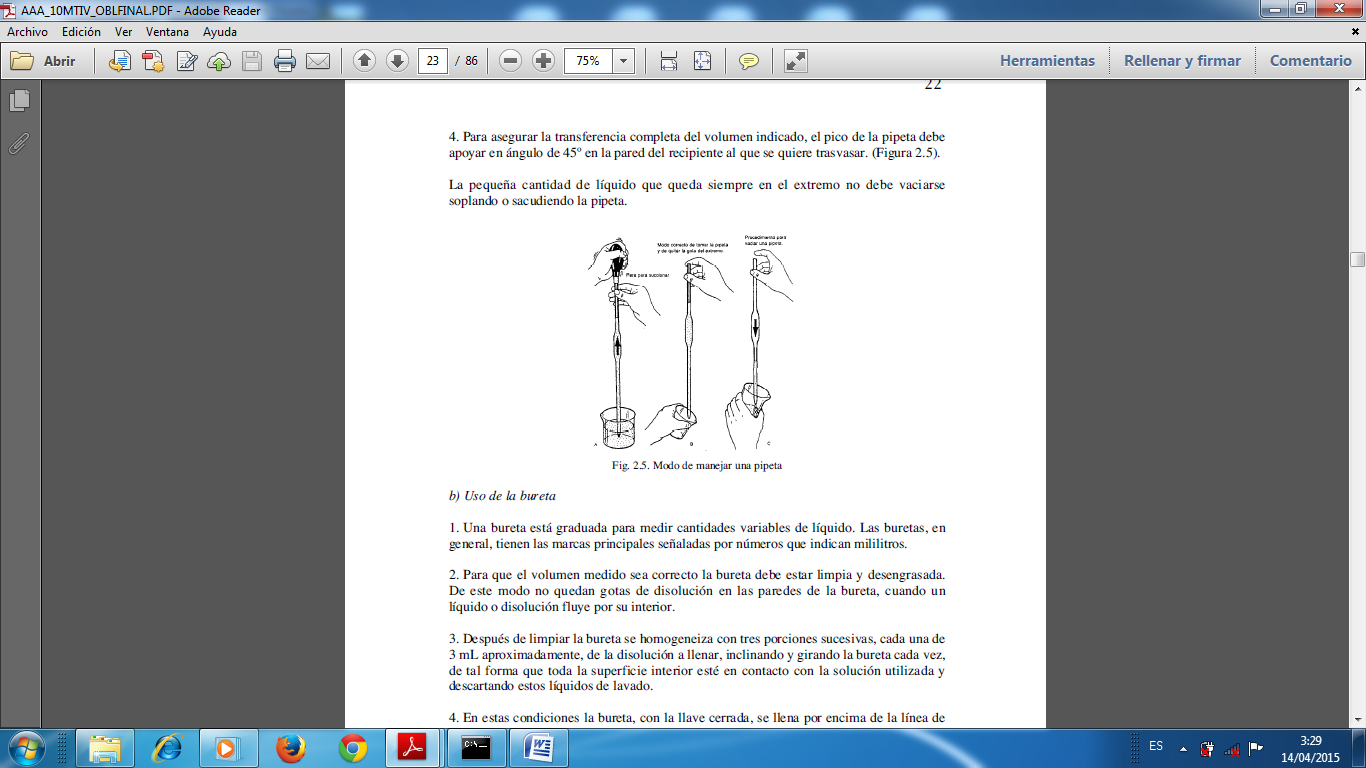 AAA_10MTIV_OBLFINAL.PDF - Adobe Reader
Archivo Edición Ver Ventana Ayuda
Abrir 23 / 86 75% Herramientas Rellenar y firmar Comentario
22
4. Para asegurar la transferencia completa del volumen indicado, el pico de la pipeta debe
apoyar en ángulo de 45º en la pared del recipiente al que se quiere trasvasar. (Figura 2.5).
La pequeña cantidad de líquido que queda siempre en el extremo no debe vaciarse
soplando o sacudiendo la pipeta.
Procedimiento para
vaciar una pipeta.
Modo correcto de tomar la pipeta
y de quitar la gota del extremo.
Pera para succionar
A B C
Fig. 2.5. Modo de manejar una pipeta
b) Uso de la bureta
1. Una bureta está graduada para medir cantidades variables de líquido. Las buretas, en
general, tienen las marcas principales señaladas por números que indican mililitros.
2. Para que el volumen medido sea correcto la bureta debe estar limpia y desengrasada.
De este modo no quedan gotas de disolución en las paredes de la bureta, cuando un
líquido o disolución fluye por su interior.
3. Después de limpiar la bureta se homogeneiza con tres porciones sucesivas, cada una de
3 mL aproximadamente, de la disolución a llenar, inclinando y girando la bureta cada vez,
de tal forma que toda la superficie interior esté en contacto con la solución utilizada y
descartando estos líquidos de lavado.
4. En estas condiciones la bureta, con la llave cerrada, se llena por encima de la línea de
ES
3:29
14/04/2015